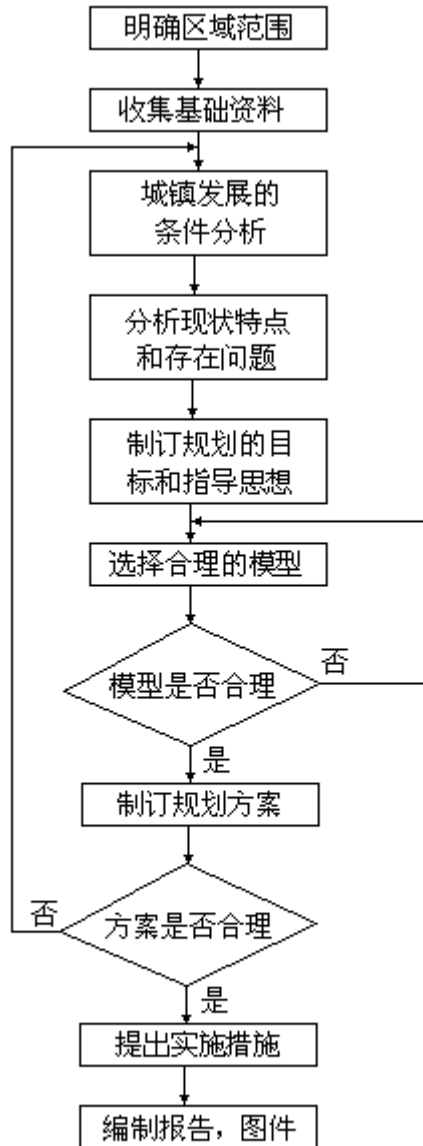 明确区域范围
收集基础资料
城镇发展的
条件分析
分析现状特点
和存在问题
制订规划的目
标和指导思想
选择合理的模型
模型是否合理
否
是
制订规划方案
方案是否合理
否
是
提出实施措施
编制报告，图件